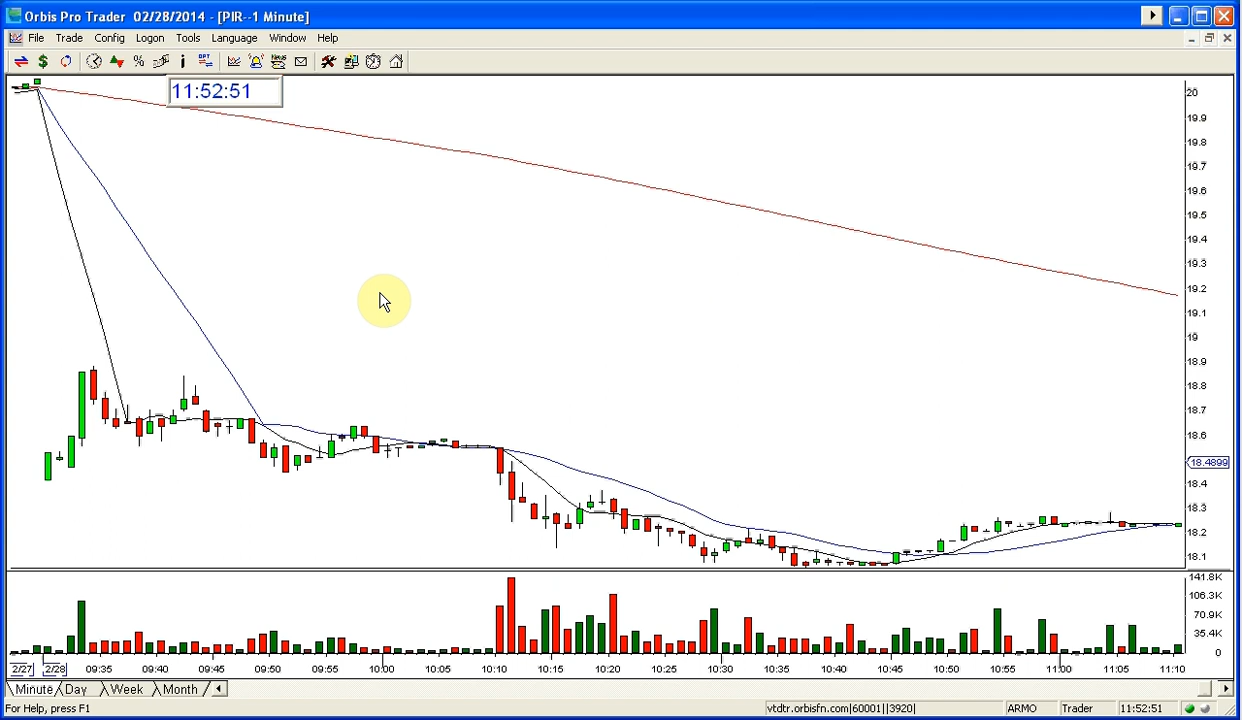 Orbis Pro Trader 02/28/2014 - [PIR--1 Minute]
File Trade Config Logon Tools Language Window Help
$ % i OPT News
11:52:51
20
19.9
19.8
19.7
19.6
19.5
19.4
19.3
19.2
19.1
19
18.9
18.8
18.7
18.6
18.4899
18.4
18.3
18.2
18.1
141.8K
106.3K
70.9K
35.4K
0
2/27 2/28 09:35 09:40 09:45 09:50 09:55 10:00 10:05 10:10 10:15 10:20 10:25 10:30 10:35 10:40 10:45 10:50 10:55 11:00 11:05 11:10
Minute Day Week Month
For Help, press F1 vtdtr.orbisfn.com|60001||3920| ARMO Trader 11:52:51